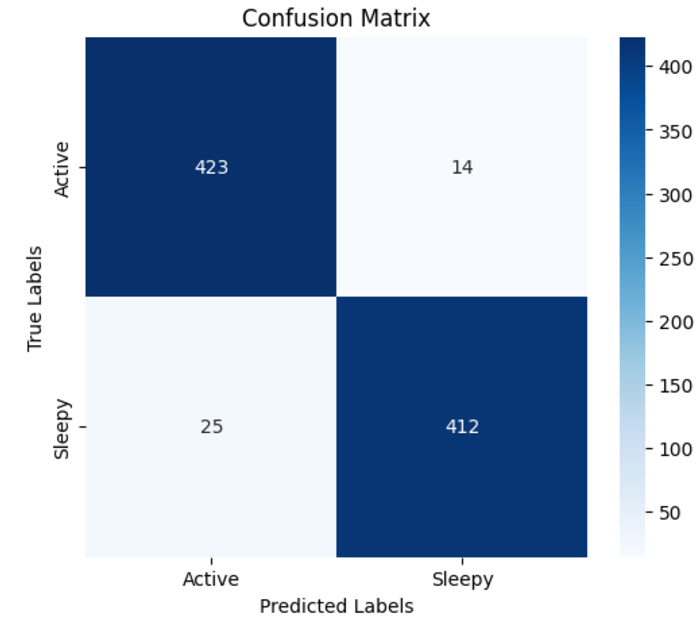 Confusion Matrix
True Labels
Active
423
14
Sleepy
25
412
Active
Sleepy
Predicted Labels
400
350
300
250
200
150
100
50